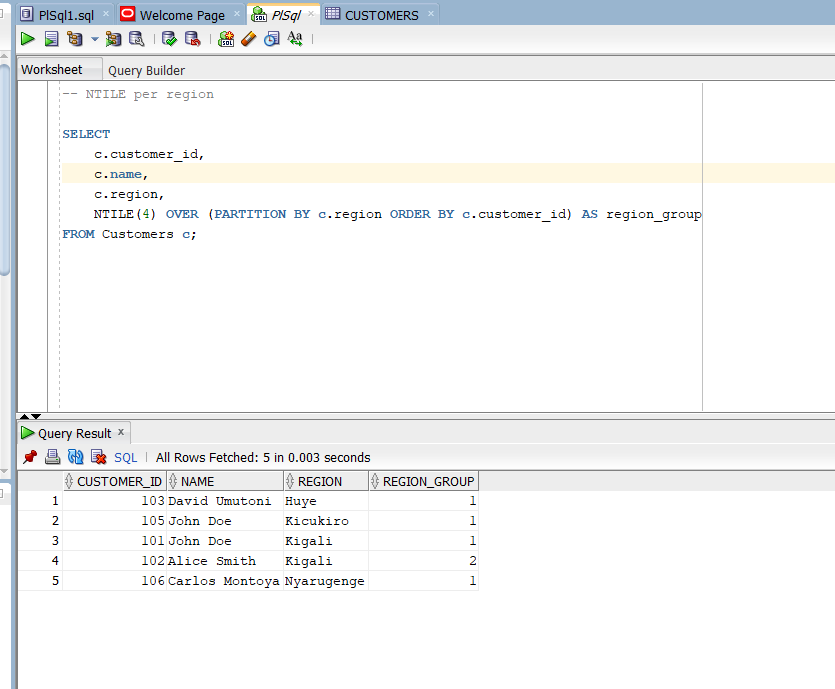 PlSql1.sql × Welcome Page × PlSql × CUSTOMERS ×
Worksheet Query Builder
-- NTILE per region
SELECT
c.customer_id,
c.name,
c.region,
NTILE(4) OVER (PARTITION BY c.region ORDER BY c.customer_id) AS region_group
FROM Customers c;
Query Result ×
SQL | All Rows Fetched: 5 in 0.003 seconds
CUSTOMER_ID NAME REGION REGION_GROUP
1 103 David Umutoni Huye 1
2 105 John Doe Kicukiro 1
3 101 John Doe Kigali 1
4 102 Alice Smith Kigali 2
5 106 Carlos Montoya Nyarugenge 1